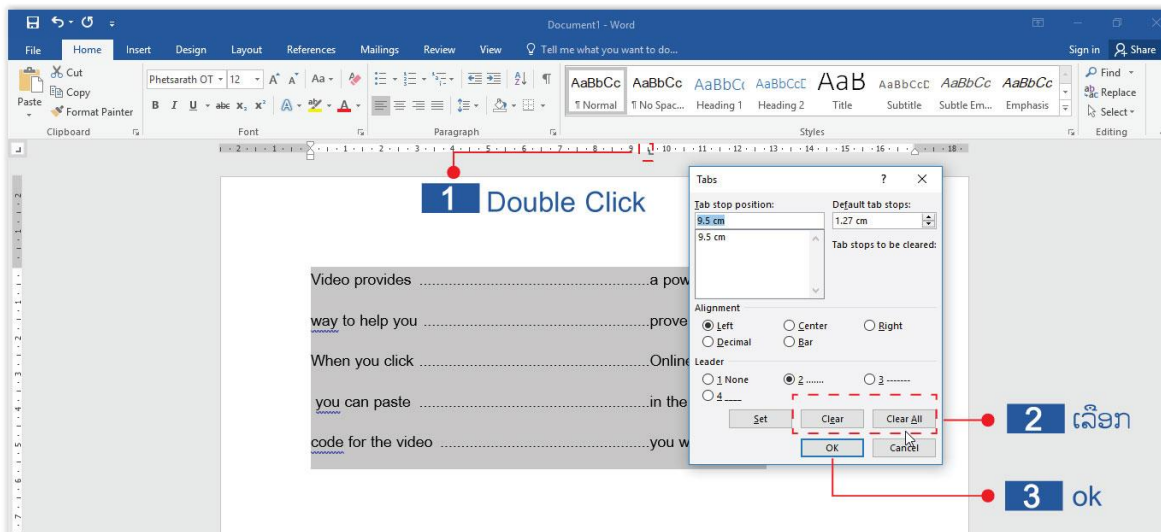 Document1 - Word
File Home Insert Design Layout References Mailings Review View Tell me what you want to do... Sign in Share
Cut
Copy
Format Painter
Paste
Phetsarath OT 12
AaBbCc AaBbCc AaBbCc AaBbCcC AaB AaBbCcC AaBbCc AaBbCc
¶ Normal ¶ No Spac... Heading 1 Heading 2 Title Subtitle Subtle Em... Emphasis
Find
Replace
Select
Clipboard Font Paragraph Styles Editing
1 Double Click
Video provides ........................................................a pow
way to help you ........................................................prove
When you click ........................................................Online
you can paste ........................................................in the
code for the video ........................................................you w
Tabs ? ×
Tab stop position: Default tab stops:
9.5 cm 1.27 cm
9.5 cm Tab stops to be cleared:
Alignment
Left Center Right
Decimal Bar
Leader
1 None 2 ....... 3 -------
4 ___
Set Clear Clear All
OK Cancel
2 ເລືອກ
3 ok